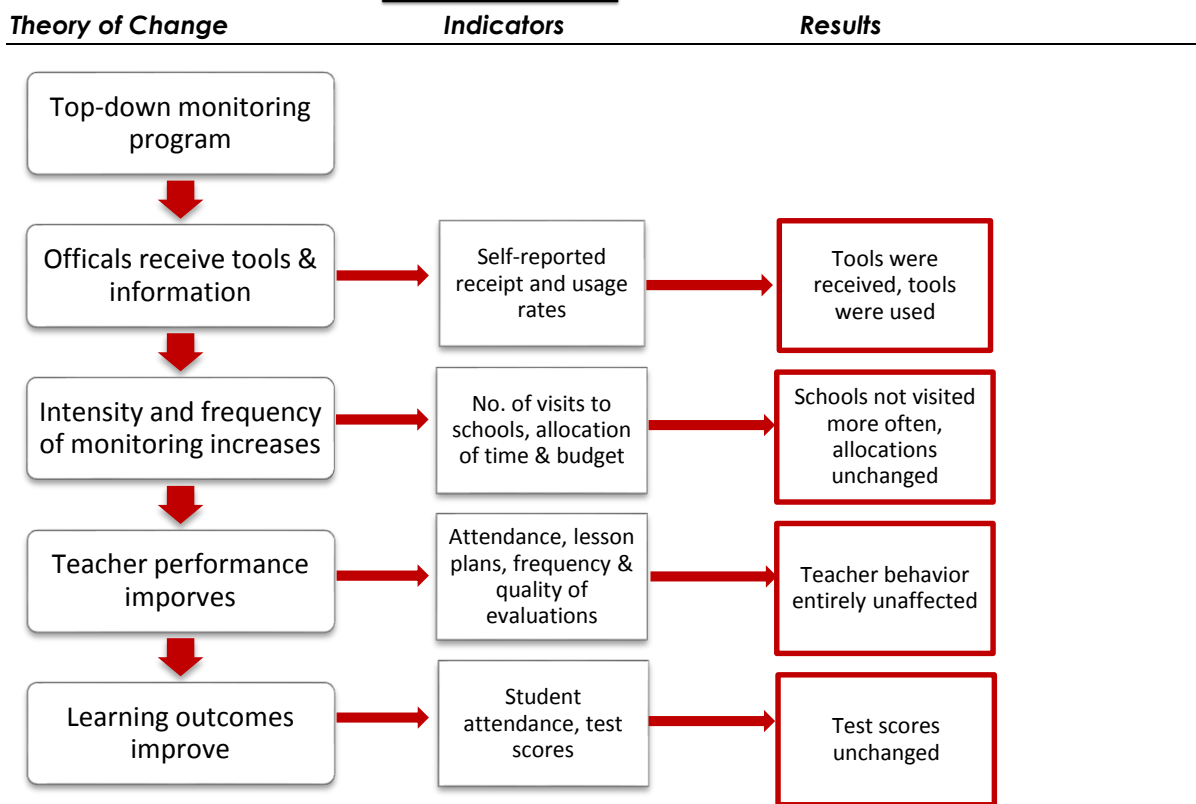 Theory of Change
Indicators
Results
Top-down monitoring
program
Officals receive tools &
information
Self-reported
receipt and usage
rates
Tools were
received, tools
were used
Intensity and frequency
of monitoring increases
No. of visits to
schools, allocation
of time & budget
Schools not visited
more often,
allocations
unchanged
Teacher performance
imporves
Attendance, lesson
plans, frequency &
quality of
evaluations
Teacher behavior
entirely unaffected
Learning outcomes
improve
Student
attendance, test
scores
Test scores
unchanged